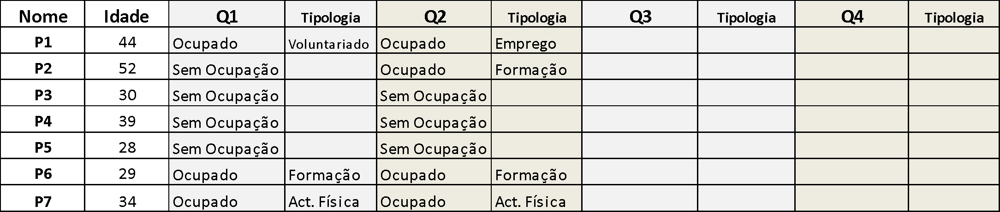 Nome Idade Q1 Tipologia Q2 Tipologia Q3 Tipologia Q4 Tipologia
P1 44 Ocupado Voluntariado Ocupado Emprego
P2 52 Sem Ocupação Ocupado Formação
P3 30 Sem Ocupação Sem Ocupação
P4 39 Sem Ocupação Sem Ocupação
P5 28 Sem Ocupação Sem Ocupação
P6 29 Ocupado Formação Ocupado Formação
P7 34 Ocupado Act. Física Ocupado Act. Física